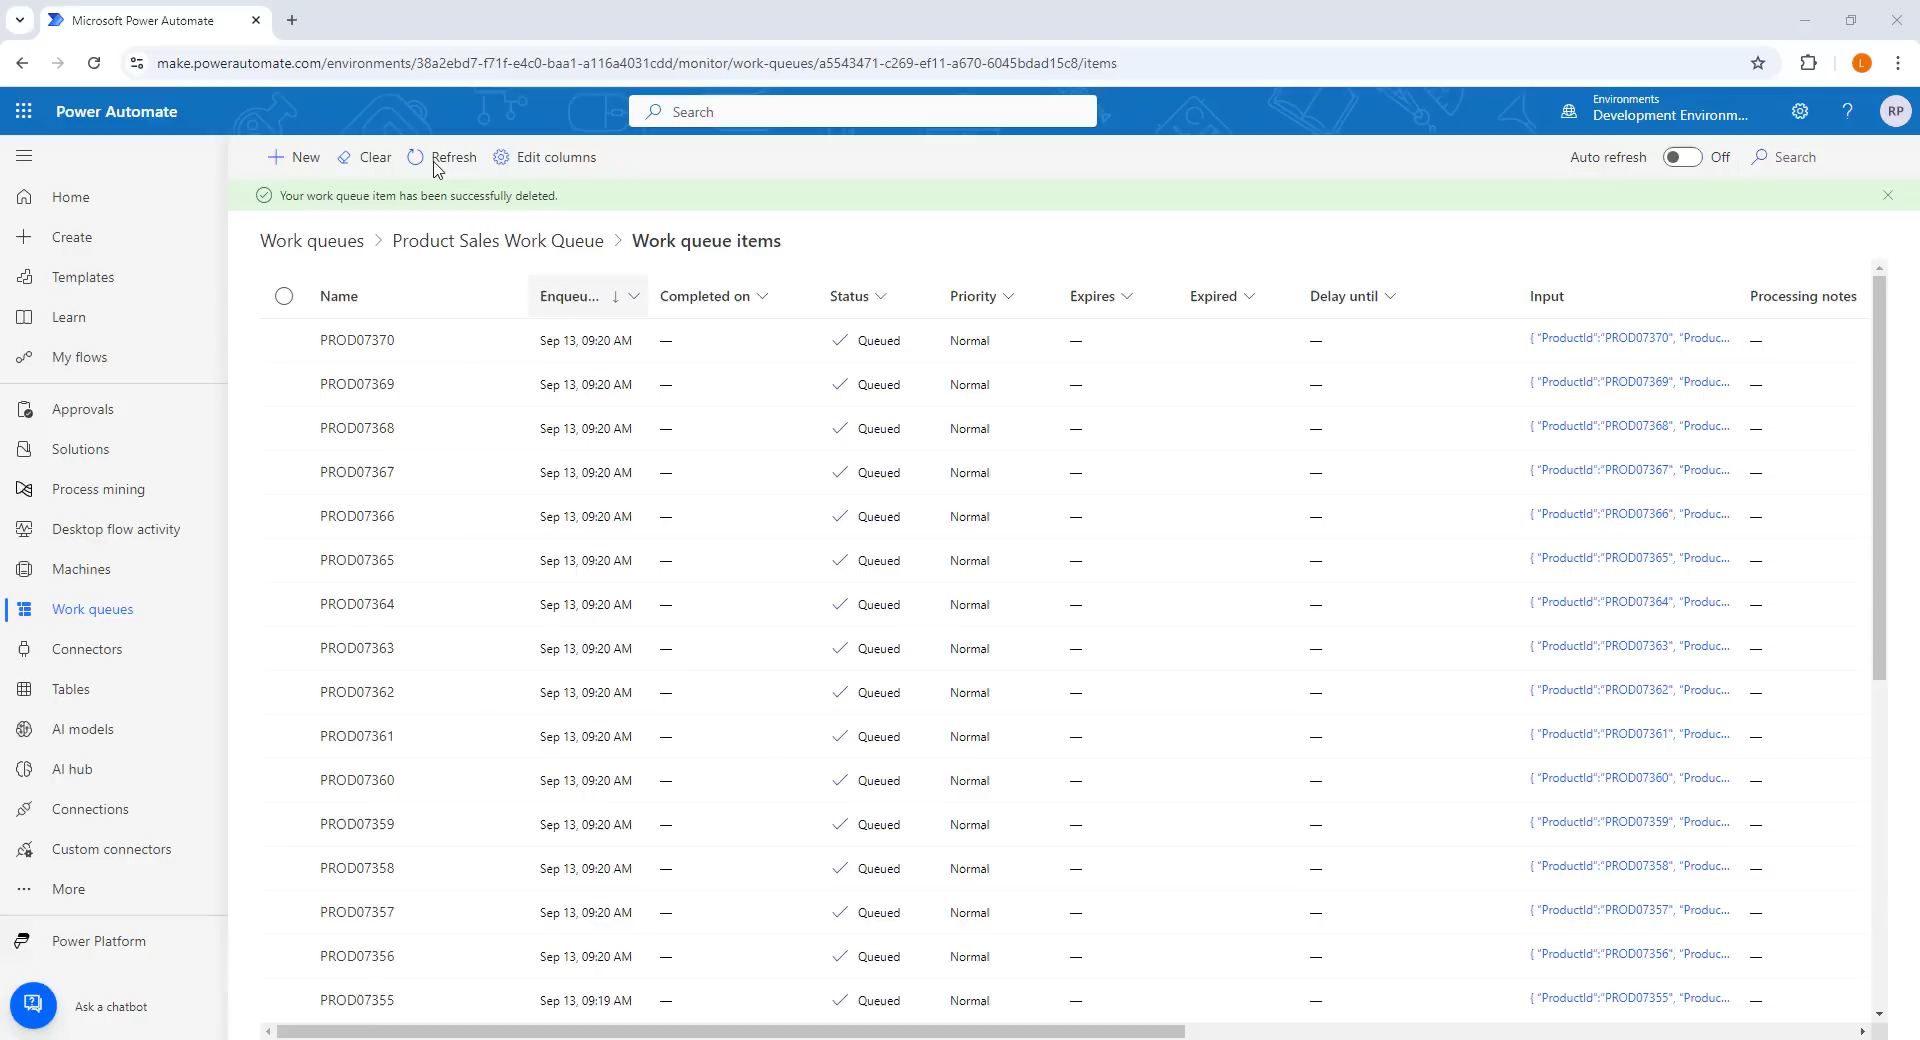 Microsoft Power Automate
make.powerautomate.com/environments/38a2ebd7-f71f-e4c0-baa1-a116a4031cdd/monitor/work-queues/a5543471-c269-ef11-a670-6045bdad15c8/items
L
Power Automate
Search
Environments
Development Environm...
RP
New Clear Refresh Edit columns Auto refresh Off Search
Your work queue item has been successfully deleted.
Home
Create
Templates
Learn
My flows
Approvals
Solutions
Process mining
Desktop flow activity
Machines
Work queues
Connectors
Tables
AI models
AI hub
Connections
Custom connectors
More
Power Platform
Ask a chatbot
Work queues > Product Sales Work Queue > Work queue items
Name Enqueu... ↓ Completed on Status Priority Expires Expired Delay until Input Processing notes
PROD07370 Sep 13, 09:20 AM — Queued Normal — — { "ProductId":"PROD07370", "Produc... —
PROD07369 Sep 13, 09:20 AM — Queued Normal — — { "ProductId":"PROD07369", "Produc... —
PROD07368 Sep 13, 09:20 AM — Queued Normal — — { "ProductId":"PROD07368", "Produc... —
PROD07367 Sep 13, 09:20 AM — Queued Normal — — { "ProductId":"PROD07367", "Produc... —
PROD07366 Sep 13, 09:20 AM — Queued Normal — — { "ProductId":"PROD07366", "Produc... —
PROD07365 Sep 13, 09:20 AM — Queued Normal — — { "ProductId":"PROD07365", "Produc... —
PROD07364 Sep 13, 09:20 AM — Queued Normal — — { "ProductId":"PROD07364", "Produc... —
PROD07363 Sep 13, 09:20 AM — Queued Normal — — { "ProductId":"PROD07363", "Produc... —
PROD07362 Sep 13, 09:20 AM — Queued Normal — — { "ProductId":"PROD07362", "Produc... —
PROD07361 Sep 13, 09:20 AM — Queued Normal — — { "ProductId":"PROD07361", "Produc... —
PROD07360 Sep 13, 09:20 AM — Queued Normal — — { "ProductId":"PROD07360", "Produc... —
PROD07359 Sep 13, 09:20 AM — Queued Normal — — { "ProductId":"PROD07359", "Produc... —
PROD07358 Sep 13, 09:20 AM — Queued Normal — — { "ProductId":"PROD07358", "Produc... —
PROD07357 Sep 13, 09:20 AM — Queued Normal — — { "ProductId":"PROD07357", "Produc... —
PROD07356 Sep 13, 09:20 AM — Queued Normal — — { "ProductId":"PROD07356", "Produc... —
PROD07355 Sep 13, 09:19 AM — Queued Normal — — { "ProductId":"PROD07355", "Produc... —